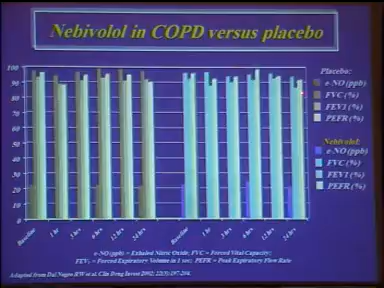 Nebivolol in COPD versus placebo
100
90
80
70
60
50
40
30
20
10
0
Baseline
1 hr
3 hrs
6 hrs
12 hrs
24 hrs
Baseline
1 hr
3 hrs
6 hrs
12 hrs
24 hrs
Placebo:
e-NO (ppb)
FVC (%)
FEV1 (%)
PEFR (%)
Nebivolol:
e-NO (ppb)
FVC (%)
FEV1 (%)
PEFR (%)
e-NO (ppb) = Exhaled Nitric Oxide; FVC = Forced Vital Capacity;
FEV1 = Forced Expiratory Volume in 1 sec; PEFR = Peak Expiratory Flow Rate
Adapted from Dal Negro RW et al. Clin Drug Invest 2002; 22(3):197-204.